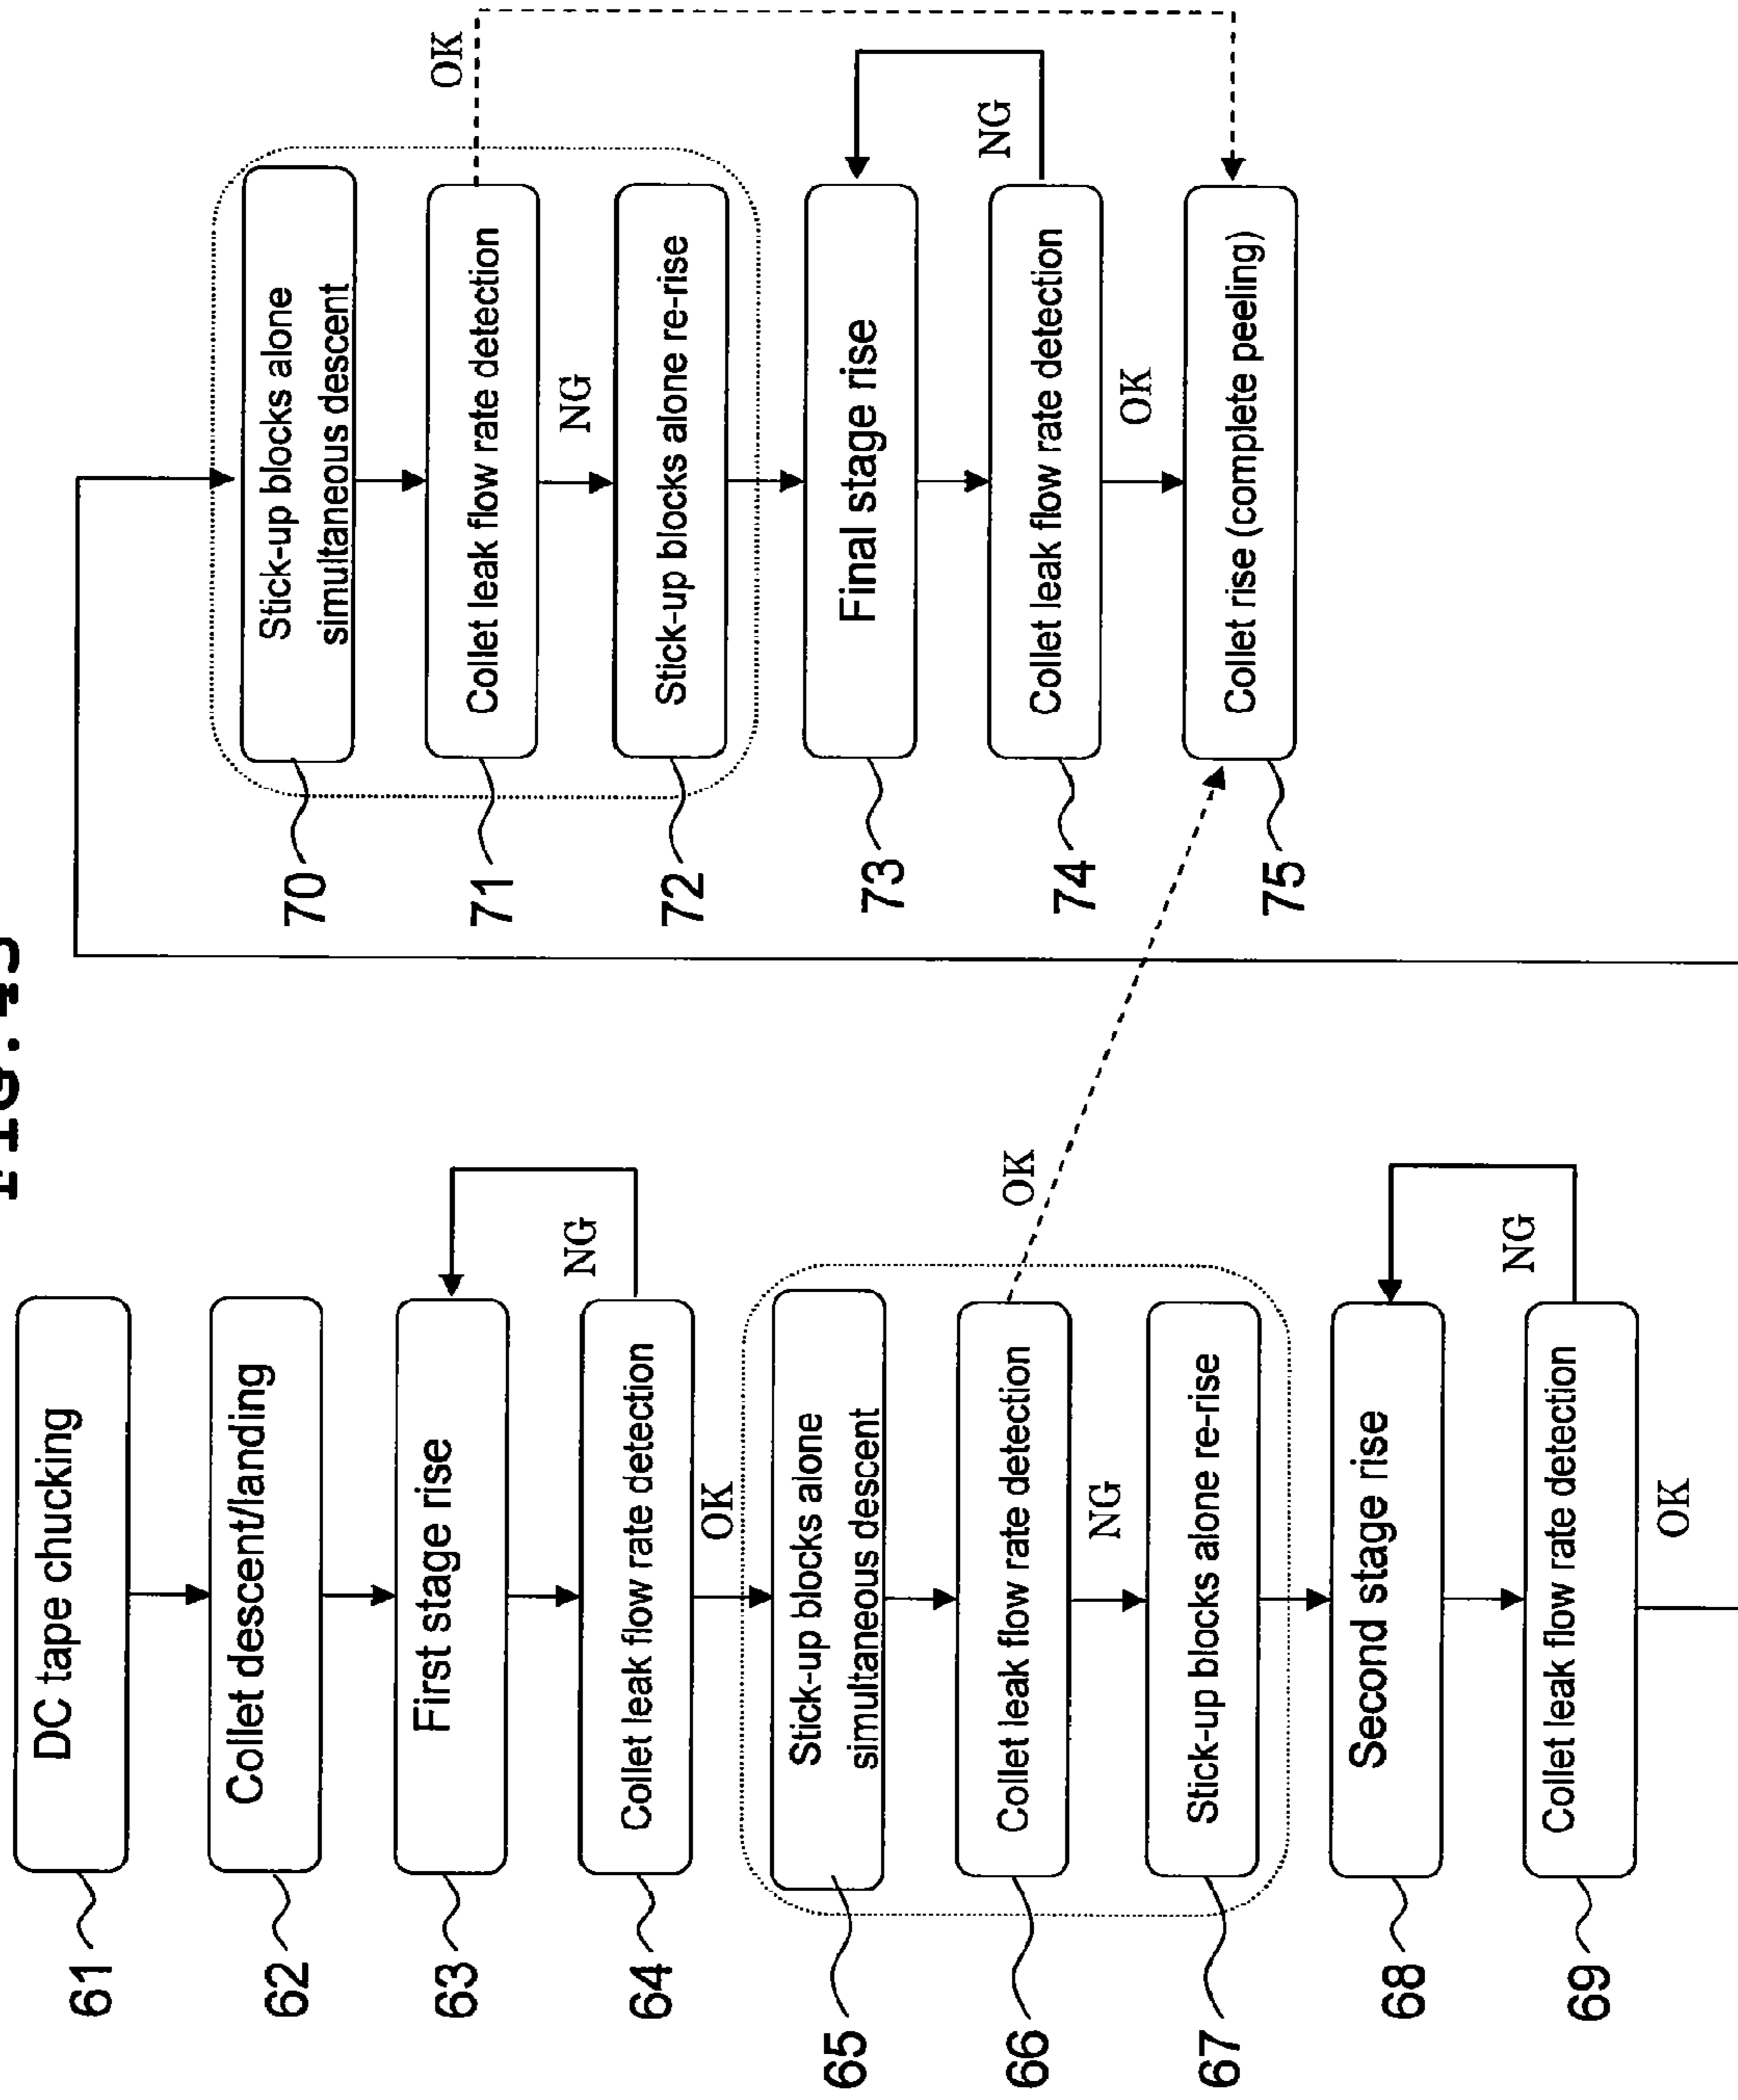 FIG.43
61
DC tape chucking
62
Collet descent/landing
63
First stage rise
NG
64
Collet leak flow rate detection
OK
65
Stick-up blocks alone
simultaneous descent
66
Collet leak flow rate detection
OK
NG
67
Stick-up blocks alone re-rise
68
Second stage rise
NG
69
Collet leak flow rate detection
OK
70
Stick-up blocks alone
simultaneous descent
71
Collet leak flow rate detection
OK
NG
72
Stick-up blocks alone re-rise
73
Final stage rise
NG
74
Collet leak flow rate detection
OK
75
Collet rise (complete peeling)